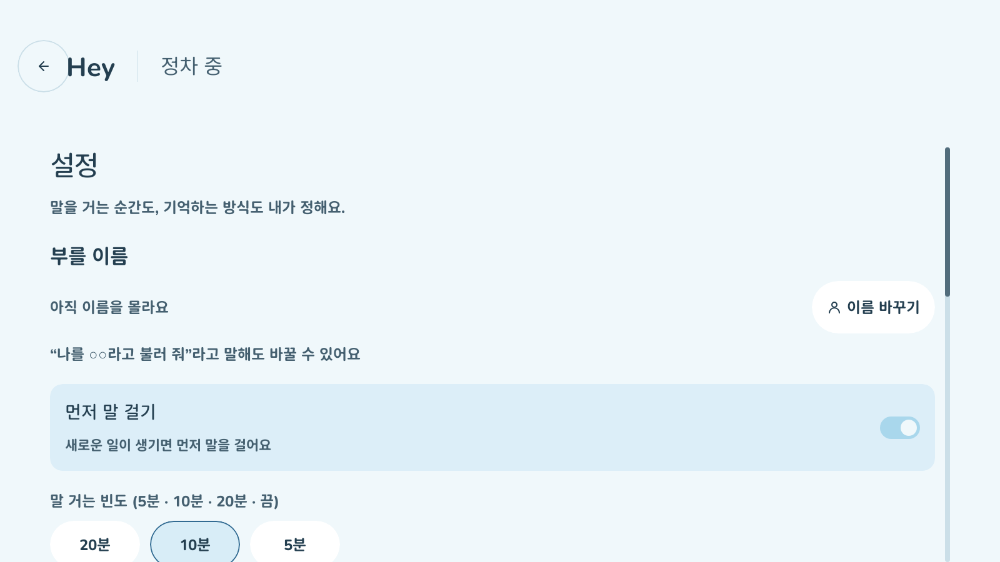 Hey
정차 중
설정
말을 거는 순간도, 기억하는 방식도 내가 정해요.
부를 이름
아직 이름을 몰라요
이름 바꾸기
“나를 ○○라고 불러 줘”라고 말해도 바꿀 수 있어요
먼저 말 걸기
새로운 일이 생기면 먼저 말을 걸어요
말 거는 빈도 (5분 · 10분 · 20분 · 끔)
20분
10분
5분